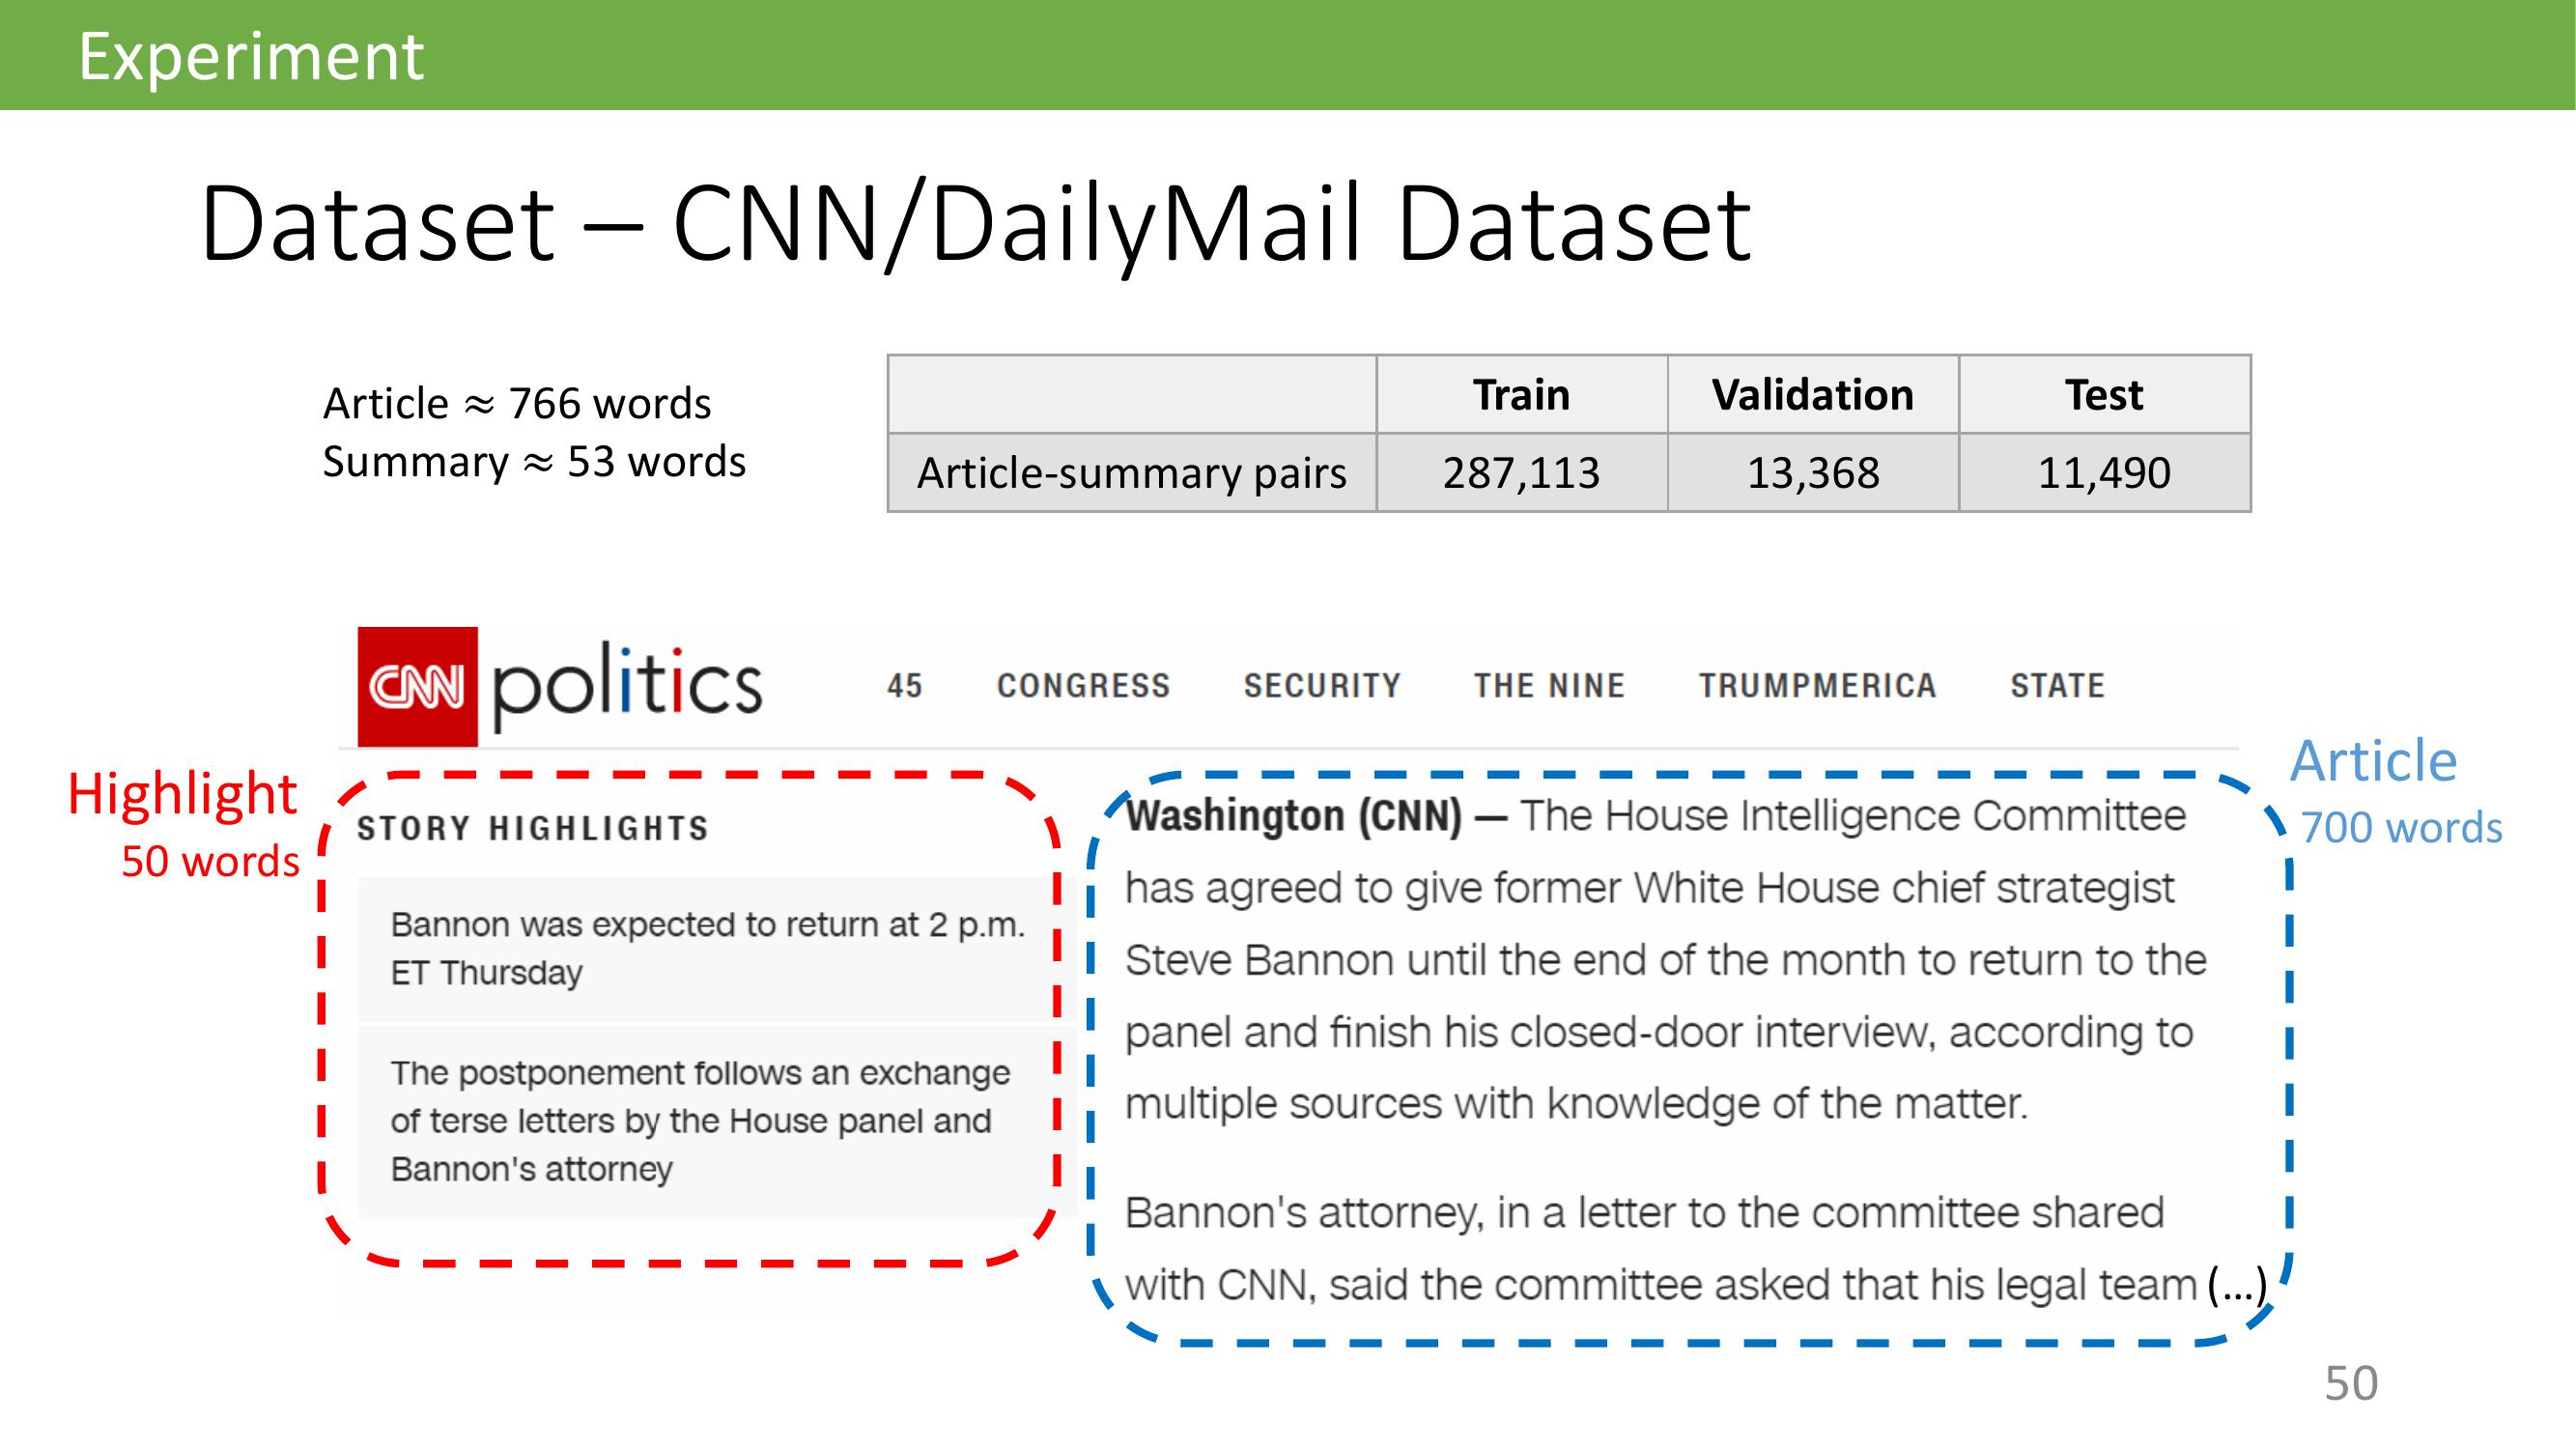 Experiment
Dataset – CNN/DailyMail Dataset
Article ≈ 766 words
Summary ≈ 53 words
Train Validation Test
Article-summary pairs 287,113 13,368 11,490
CNN politics 45 CONGRESS SECURITY THE NINE TRUMPMERICA STATE
Highlight
50 words
STORY HIGHLIGHTS
Bannon was expected to return at 2 p.m.
ET Thursday
The postponement follows an exchange
of terse letters by the House panel and
Bannon's attorney
Article
700 words
Washington (CNN) — The House Intelligence Committee
has agreed to give former White House chief strategist
Steve Bannon until the end of the month to return to the
panel and finish his closed-door interview, according to
multiple sources with knowledge of the matter.
Bannon's attorney, in a letter to the committee shared
with CNN, said the committee asked that his legal team (…)
50